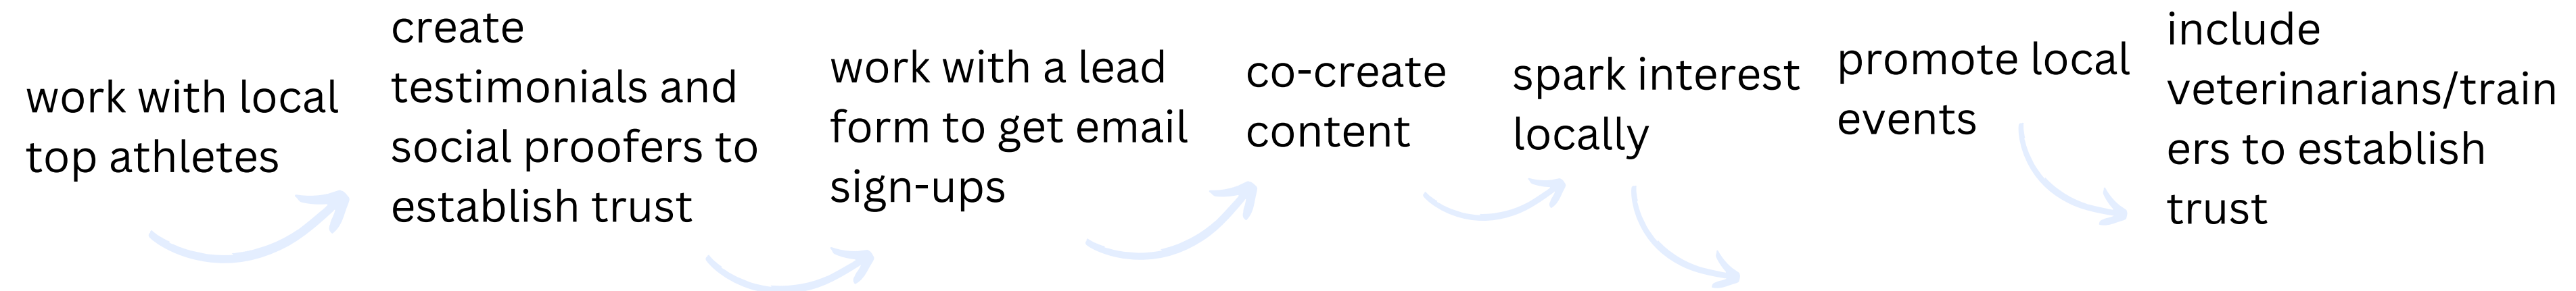 work with local
top athletes
create
testimonials and
social proofers to
establish trust
work with a lead
form to get email
sign-ups
co-create
content
spark interest
locally
promote local
events
include
veterinarians/train
ers to establish
trust